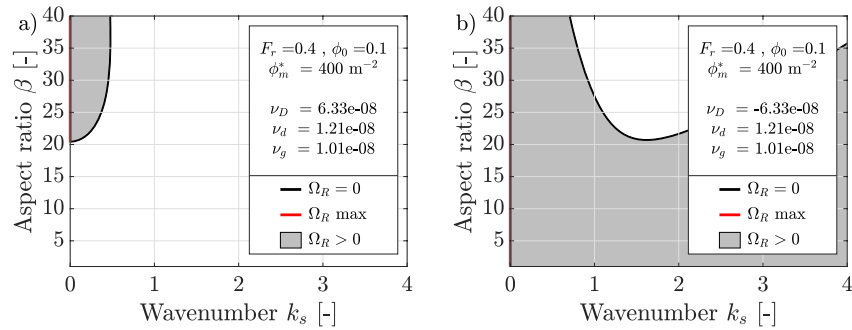 a)
Aspect ratio β [-]
40
35
30
25
20
15
10
5
0 1 2 3 4
Wavenumber k_s [-]
F_r =0.4 , ϕ_0 =0.1
ϕ*_m = 400 m⁻²
ν_D = 6.33e-08
ν_d = 1.21e-08
ν_g = 1.01e-08
Ω_R = 0
Ω_R max
Ω_R > 0
b)
Aspect ratio β [-]
40
35
30
25
20
15
10
5
0 1 2 3 4
Wavenumber k_s [-]
F_r =0.4 , ϕ_0 =0.1
ϕ*_m = 400 m⁻²
ν_D = -6.33e-08
ν_d = 1.21e-08
ν_g = 1.01e-08
Ω_R = 0
Ω_R max
Ω_R > 0